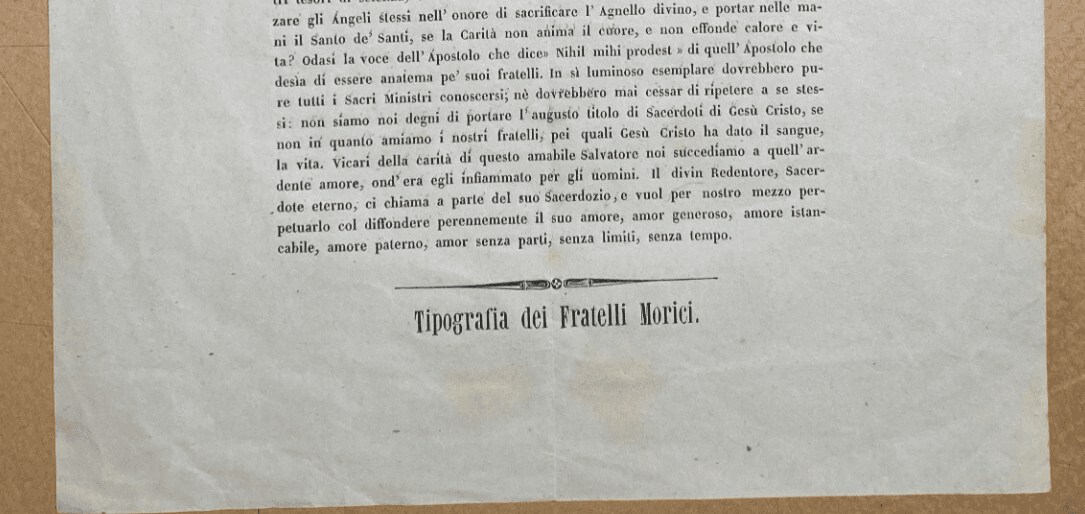 tri tesori di scienza,
zare gli Angeli stessi nell' onore di sacrificare l' Agnello divino, e portar nelle ma-
ni il Santo de' Santi, se la Carità non anima il cuore, e non effonde calore e vi-
ta? Odasi la voce dell' Apostolo che dice» Nihil mihi prodest » di quell' Apostolo che
desìa di essere anatema pe' suoi fratelli. In sì luminoso esemplare dovrebbero pu-
re tutti i Sacri Ministri conoscersi; nè dovrebbero mai cessar di ripetere a se stes-
si: non siamo noi degni di portare l' augusto titolo di Sacerdoti di Gesù Cristo, se
non in quanto amiamo i nostri fratelli, pei quali Gesù Cristo ha dato il sangue,
la vita. Vicari della carità di questo amabile Salvatore noi succediamo a quell' ar-
dente amore, ond' era egli infiammato per gli uomini. Il divin Redentore, Sacer-
dote eterno, ci chiama a parte del suo Sacerdozio, e vuol per nostro mezzo per-
petuarlo col diffondere perennemente il suo amore, amor generoso, amore istan-
cabile, amore paterno, amor senza parti, senza limiti, senza tempo.
Tipografia dei Fratelli Morici.